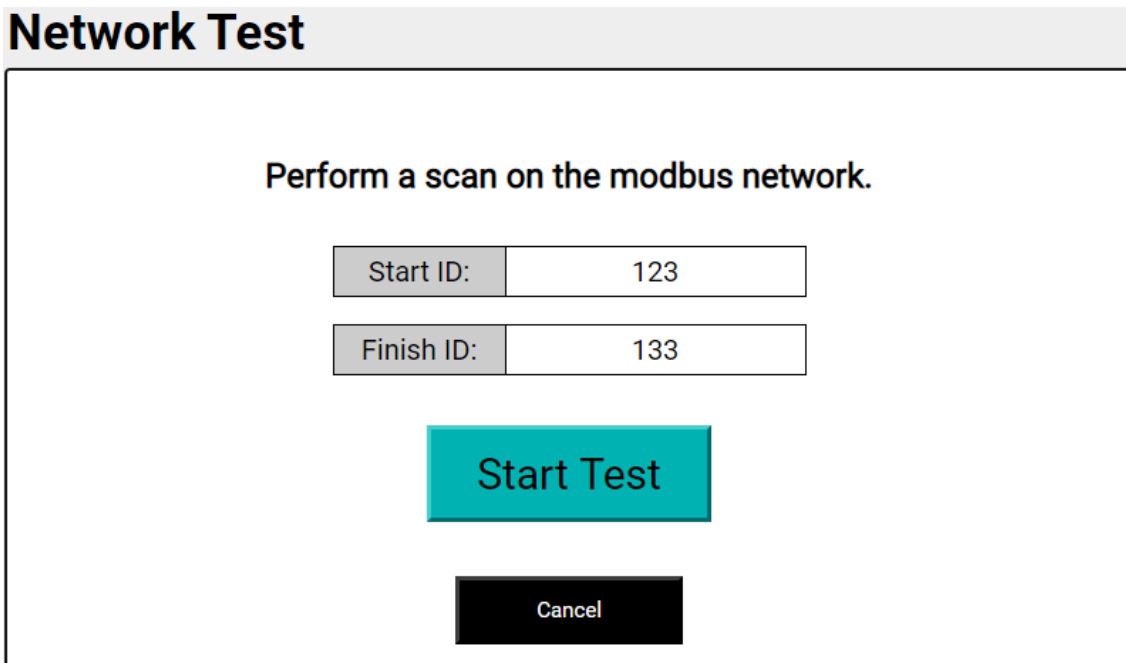 Network Test
Perform a scan on the modbus network.
Start ID: 123
Finish ID: 133
Start Test
Cancel